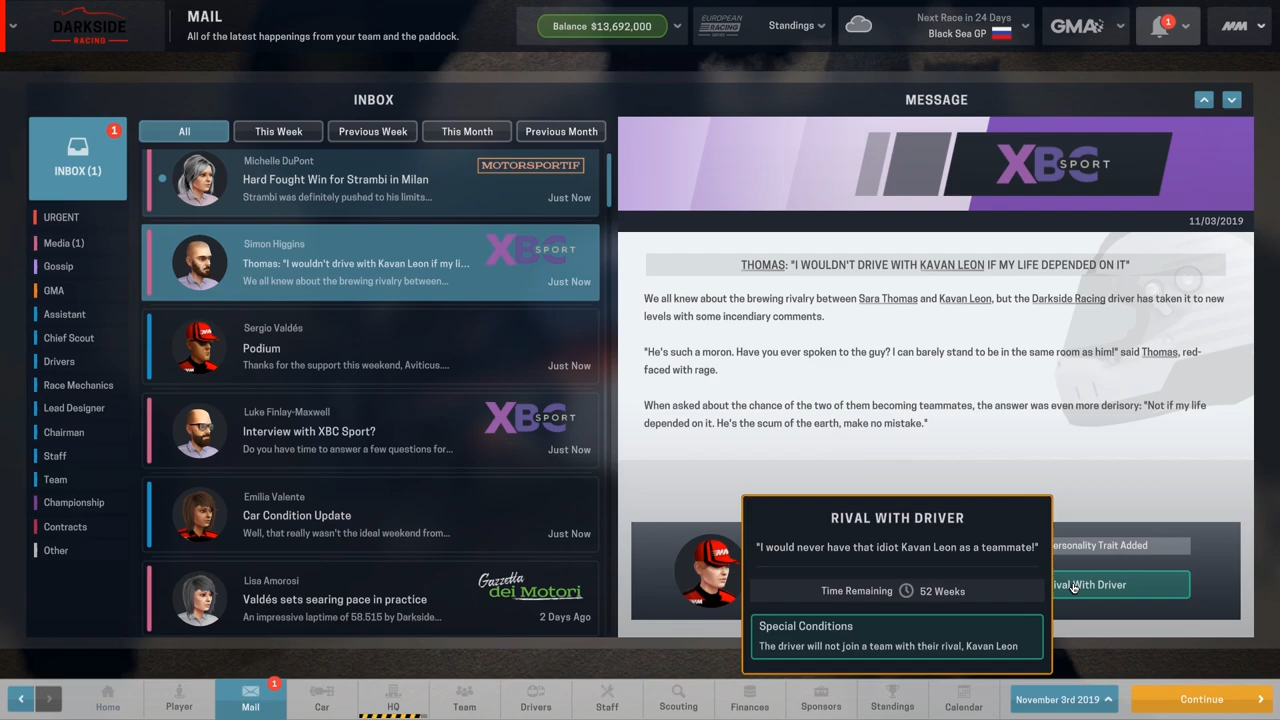 DARKSIDE
RACING
MAIL
All of the latest happenings from your team and the paddock.
Balance $13,692,000
EUROPEAN
RACING
SERIES
Standings
Next Race in 24 Days
Black Sea GP
GMA
1
INBOX
MESSAGE
1
INBOX (1)
All
This Week
Previous Week
This Month
Previous Month
URGENT
Media (1)
Gossip
GMA
Assistant
Chief Scout
Drivers
Race Mechanics
Lead Designer
Chairman
Staff
Team
Championship
Contracts
Other
Michelle DuPont
MOTORSPORTIF
Hard Fought Win for Strambi in Milan
Strambi was definitely pushed to his limits...
Just Now
Simon Higgins
XBC SPORT
Thomas: "I wouldn't drive with Kavan Leon if my li...
We all knew about the brewing rivalry between...
Just Now
Sergio Valdés
Podium
Thanks for the support this weekend, Aviticus....
Just Now
Luke Finlay-Maxwell
XBC SPORT
Interview with XBC Sport?
Do you have time to answer a few questions for...
Just Now
Emilia Valente
Car Condition Update
Well, that really wasn't the ideal weekend from...
Just Now
Lisa Amorosi
Gazzetta
dei Motori
Valdés sets searing pace in practice
An impressive laptime of 58.515 by Darkside...
2 Days Ago
XBC SPORT
11/03/2019
THOMAS: "I WOULDN'T DRIVE WITH KAVAN LEON IF MY LIFE DEPENDED ON IT"
We all knew about the brewing rivalry between Sara Thomas and Kavan Leon, but the Darkside Racing driver has taken it to new
levels with some incendiary comments.
"He's such a moron. Have you ever spoken to the guy? I can barely stand to be in the same room as him!" said Thomas, red-
faced with rage.
When asked about the chance of the two of them becoming teammates, the answer was even more derisory: "Not if my life
depended on it. He's the scum of the earth, make no mistake."
ersonality Trait Added
ival With Driver
RIVAL WITH DRIVER
"I would never have that idiot Kavan Leon as a teammate!"
Time Remaining 52 Weeks
Special Conditions
The driver will not join a team with their rival, Kavan Leon
Home
Player
1
Mail
Car
HQ
Team
Drivers
Staff
Scouting
Finances
Sponsors
Standings
Calendar
November 3rd 2019
Continue